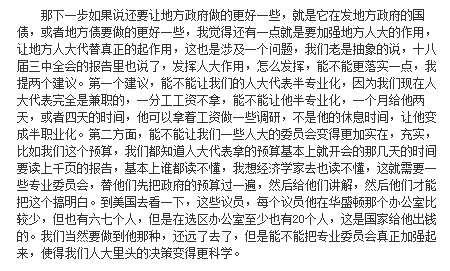 那下一步如果说还要让地方政府做的更好一些，就是它在发地方政府的国
债，或者地方债要做的更好一些，我觉得还有一点就是要加强地方人大的作用，
让地方人大代替真正的起作用，这也是涉及一个问题，我们老是抽象的说，十八
届三中全会的报告里也说了，发挥人大作用，怎么发挥，能不能更落实一点，我
提两个建议。第一个建议，能不能让我们的人大代表半专业化，因为我们现在人
大代表完全是兼职的，一分工工资不拿，能不能让他半专业化，一个月给他两
天，或者四天的时间，他可以拿着工资做一些调研，不是他的休息时间，让他变
成半职业化。第二方面，能不能让我们一些人大的委员会变得更加实在，充实，
比如我们这个预算，我们都知道人大代表拿的预算基本上就开会的那几天的时间
要读上千页的报告，基本上谁都读不懂，我想经济学家去也读不懂，这就需要一
些专业委员会，替他们先把政府的预算过一遍，然后给他们讲解，然后他们才能
把这个搞明白。到美国去看一下，这些议员，每个议员他在华盛顿那个办公室比
较少，但也有六七个人，但是在选区办公室至少也有20个人，这是国家给他出钱
的。我们当然要做到他那种，还远了去了，但是能不能把专业委员会真正加强起
来，使得我们人大里头的决策变得更科学。